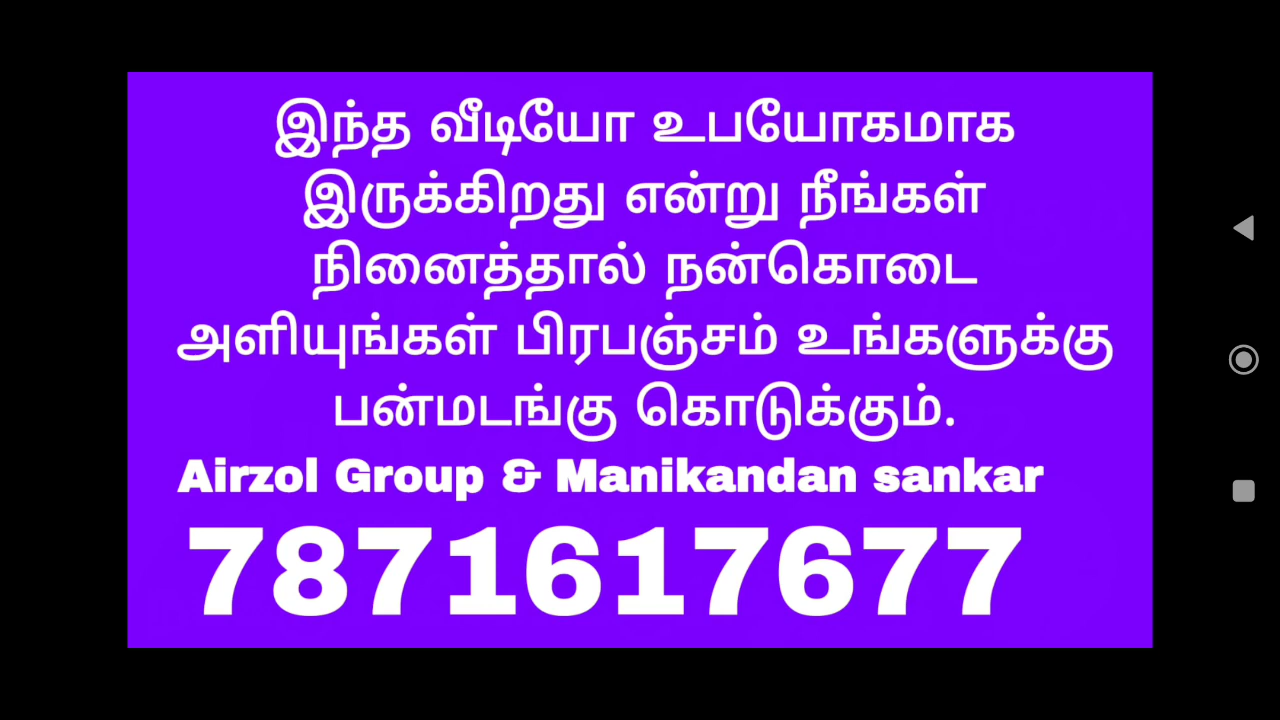 இந்த வீடியோ உபயோகமாக
இருக்கிறது என்று நீங்கள்
நினைத்தால் நன்கொடை
அளியுங்கள் பிரபஞ்சம் உங்களுக்கு
பன்மடங்கு கொடுக்கும்.
Airzol Group & Manikandan sankar
7871617677